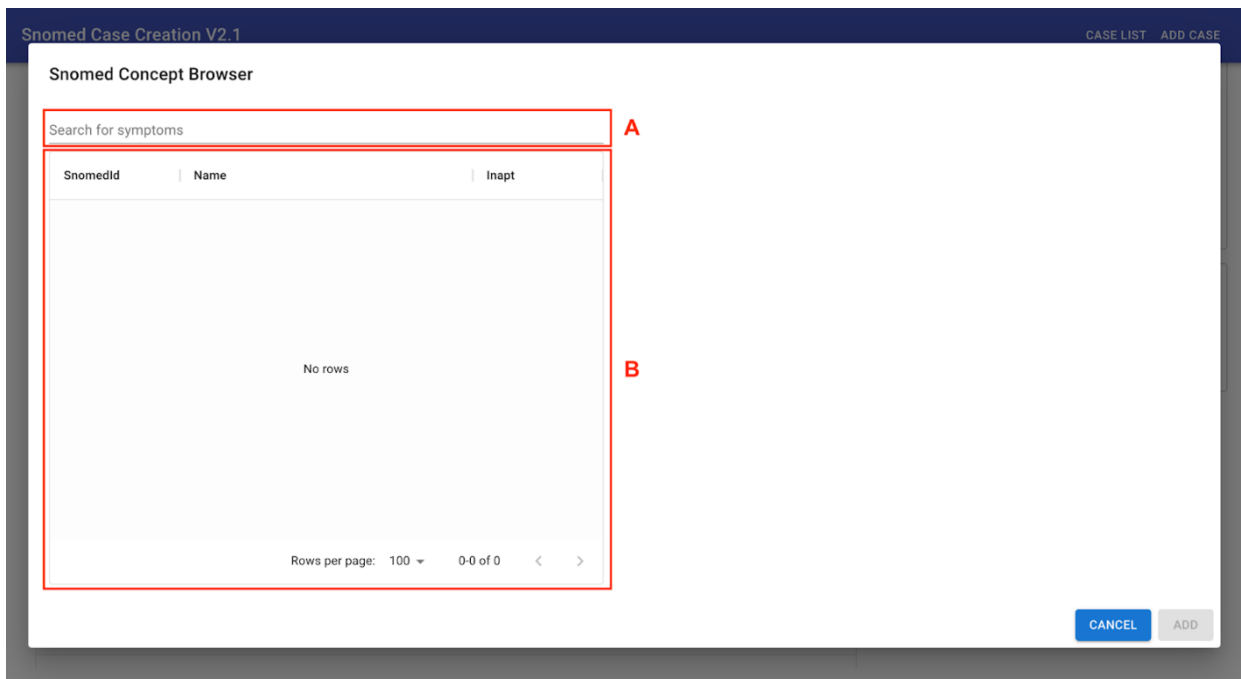 Snomed Case Creation V2.1 CASE LIST ADD CASE
Snomed Concept Browser
Search for symptoms A
SnomedId Name Inapt
No rows B
Rows per page: 100 0-0 of 0
CANCEL ADD